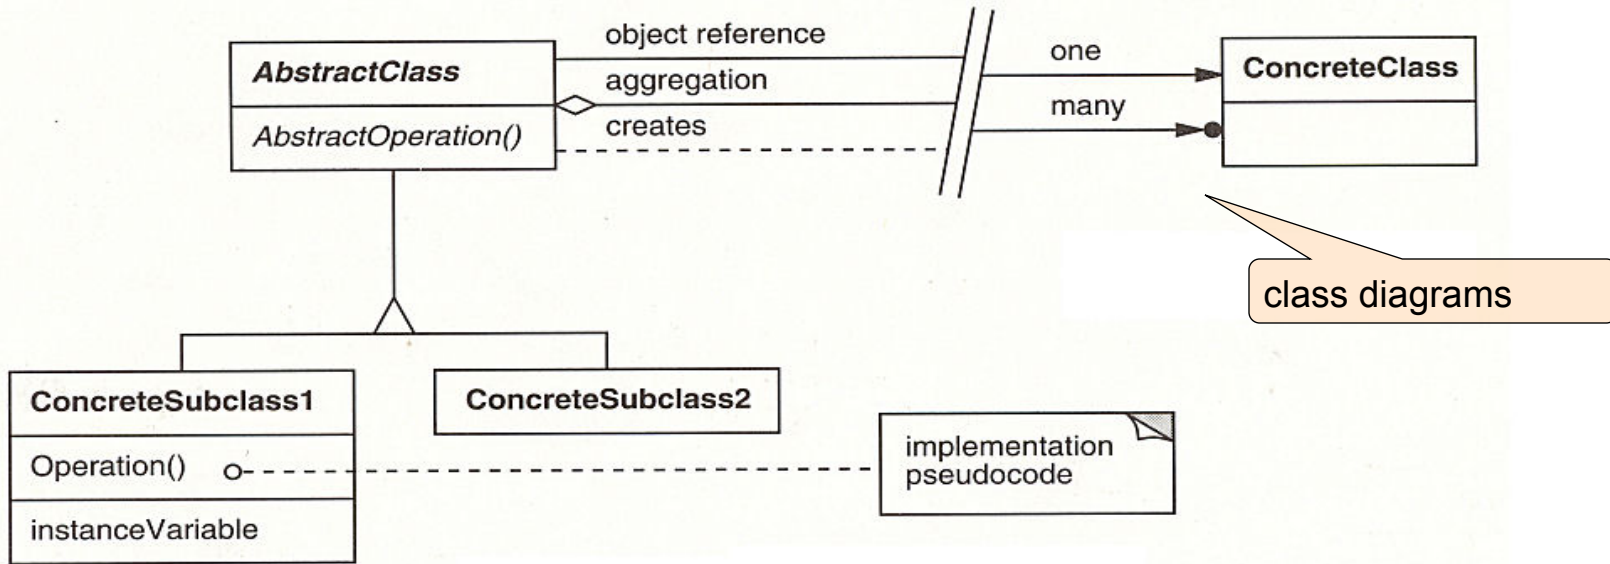 object reference
one
AbstractClass
aggregation
ConcreteClass
many
AbstractOperation()
creates
class diagrams
ConcreteSubclass1
ConcreteSubclass2
Operation()
implementation
pseudocode
instanceVariable